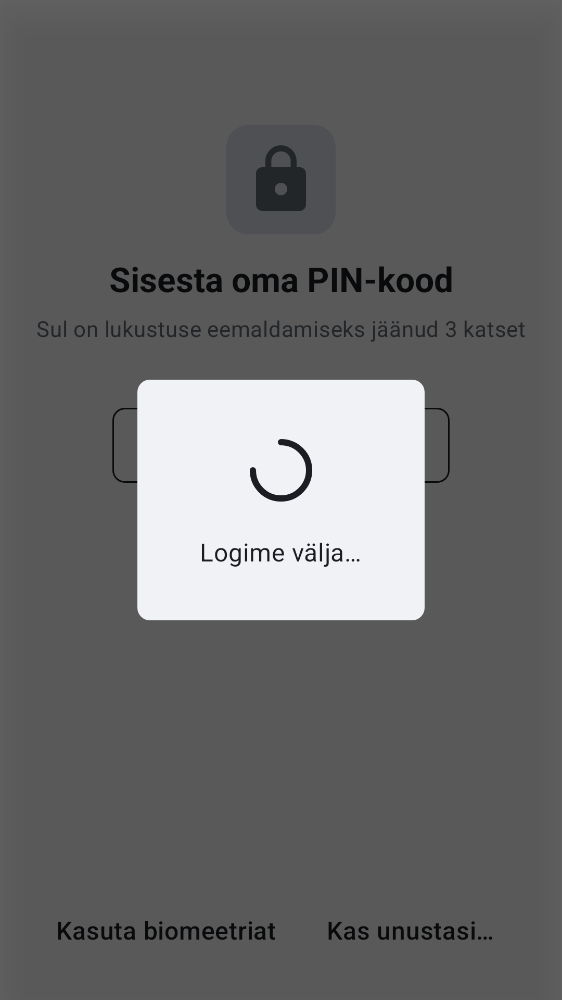 Sisesta oma PIN-kood
Sul on lukustuse eemaldamiseks jäänud 3 katset
Logime välja…
Kasuta biomeetriat
Kas unustasi…